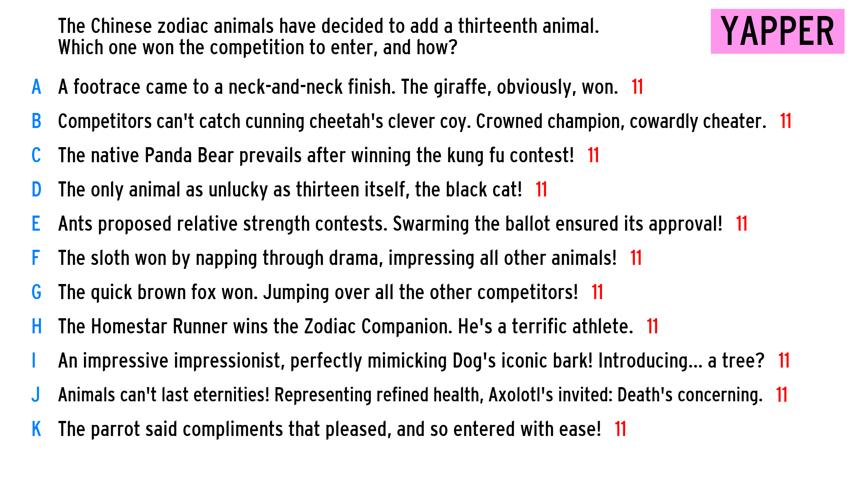 The Chinese zodiac animals have decided to add a thirteenth animal.
Which one won the competition to enter, and how?
YAPPER
A A footrace came to a neck-and-neck finish. The giraffe, obviously, won. 11
B Competitors can't catch cunning cheetah's clever coy. Crowned champion, cowardly cheater. 11
C The native Panda Bear prevails after winning the kung fu contest! 11
D The only animal as unlucky as thirteen itself, the black cat! 11
E Ants proposed relative strength contests. Swarming the ballot ensured its approval! 11
F The sloth won by napping through drama, impressing all other animals! 11
G The quick brown fox won. Jumping over all the other competitors! 11
H The Homestar Runner wins the Zodiac Companion. He's a terrific athlete. 11
I An impressive impressionist, perfectly mimicking Dog's iconic bark! Introducing... a tree? 11
J Animals can't last eternities! Representing refined health, Axolotl's invited: Death's concerning. 11
K The parrot said compliments that pleased, and so entered with ease! 11